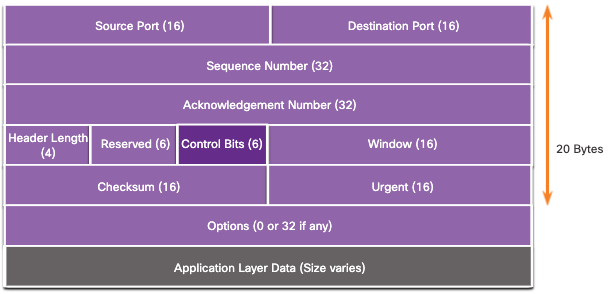 Source Port (16)
Destination Port (16)
Sequence Number (32)
Acknowledgement Number (32)
Header Length
(4)
Reserved (6)
Control Bits (6)
Window (16)
20 Bytes
Checksum (16)
Urgent (16)
Options (0 or 32 if any)
Application Layer Data (Size varies)